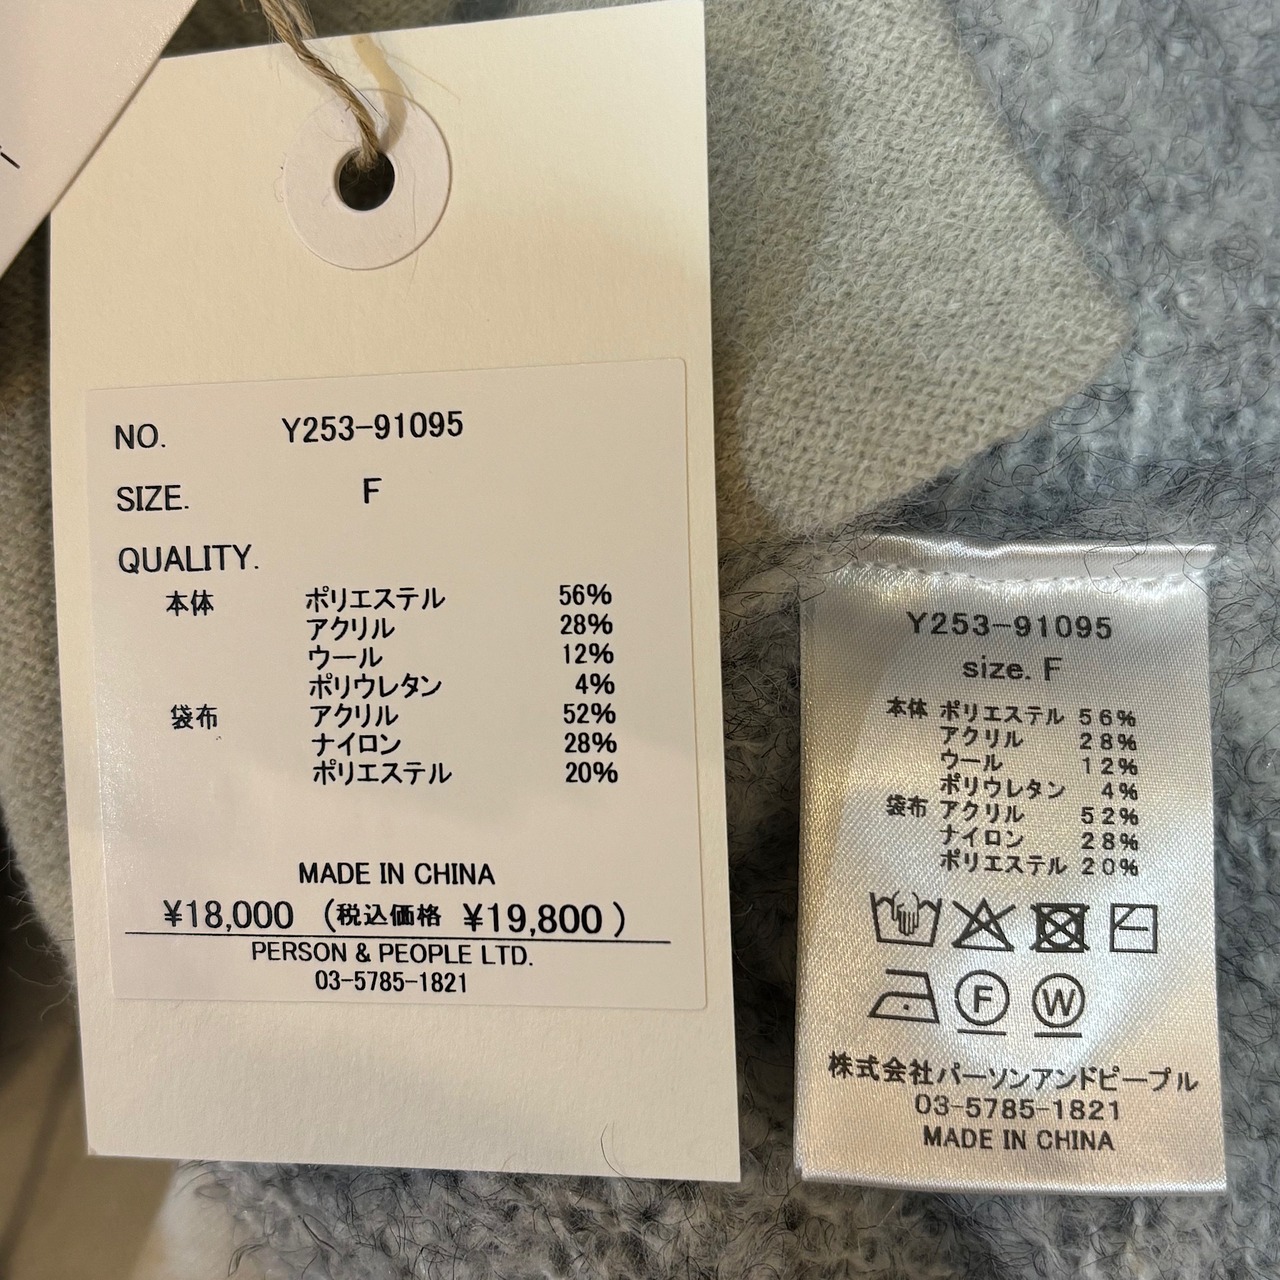 NO. Y253-91095
SIZE. F
QUALITY.
本体 ポリエステル 56%
アクリル 28%
ウール 12%
ポリウレタン 4%
袋布 アクリル 52%
ナイロン 28%
ポリエステル 20%
MADE IN CHINA
¥18,000 (税込価格 ¥19,800)
PERSON & PEOPLE LTD.
03-5785-1821
Y253-91095
size. F
本体 ポリエステル 56%
アクリル 28%
ウール 12%
ポリウレタン 4%
袋布 アクリル 52%
ナイロン 28%
ポリエステル 20%
F W
株式会社パーソンアンドピープル
03-5785-1821
MADE IN CHINA